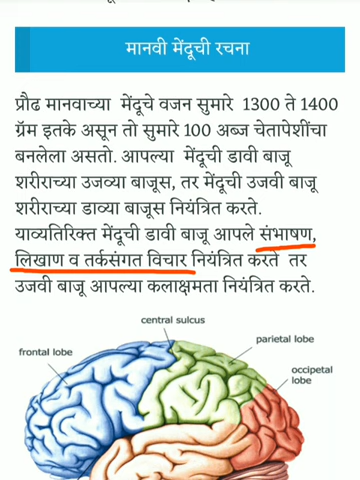 मानवी मेंदूची रचना
प्रौढ मानवाच्या मेंदूचे वजन सुमारे 1300 ते 1400
ग्रॅम इतके असून तो सुमारे 100 अब्ज चेतापेशींचा
बनलेला असतो. आपल्या मेंदूची डावी बाजू
शरीराच्या उजव्या बाजूस, तर मेंदूची उजवी बाजू
शरीराच्या डाव्या बाजूस नियंत्रित करते.
याव्यतिरिक्त मेंदूची डावी बाजू आपले संभाषण,
लिखाण व तर्कसंगत विचार नियंत्रित करते तर
उजवी बाजू आपल्या कलाक्षमता नियंत्रित करते.
central sulcus
parietal lobe
frontal lobe
occipetal
lobe